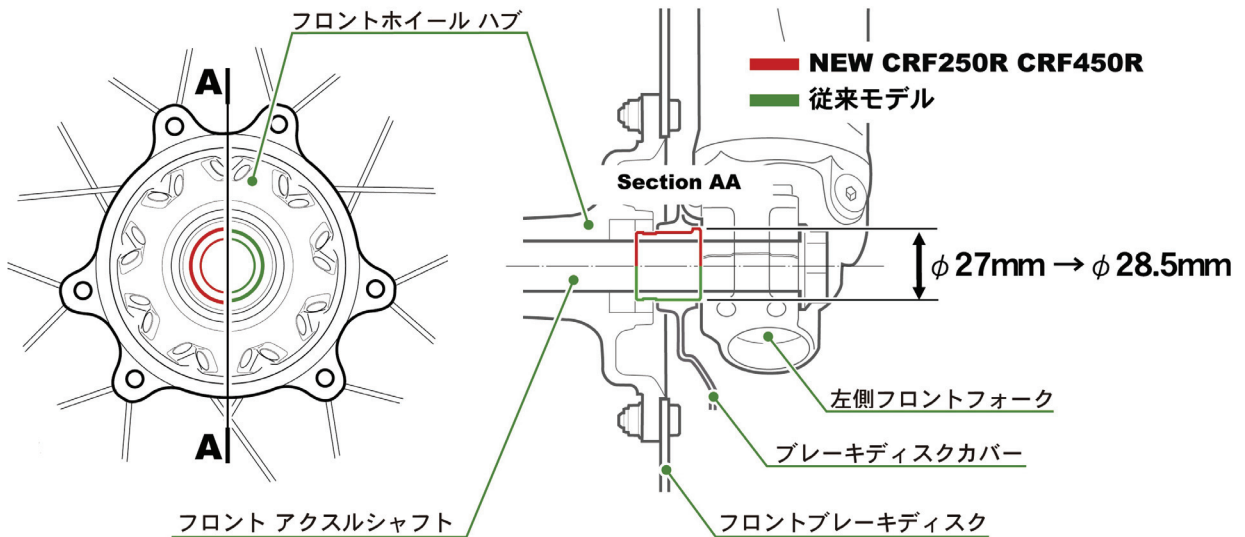 フロントホイール ハブ
A
NEW CRF250R CRF450R
従来モデル
Section AA
φ27mm → φ28.5mm
左側フロントフォーク
A
ブレーキディスクカバー
フロント アクスルシャフト
フロントブレーキディスク